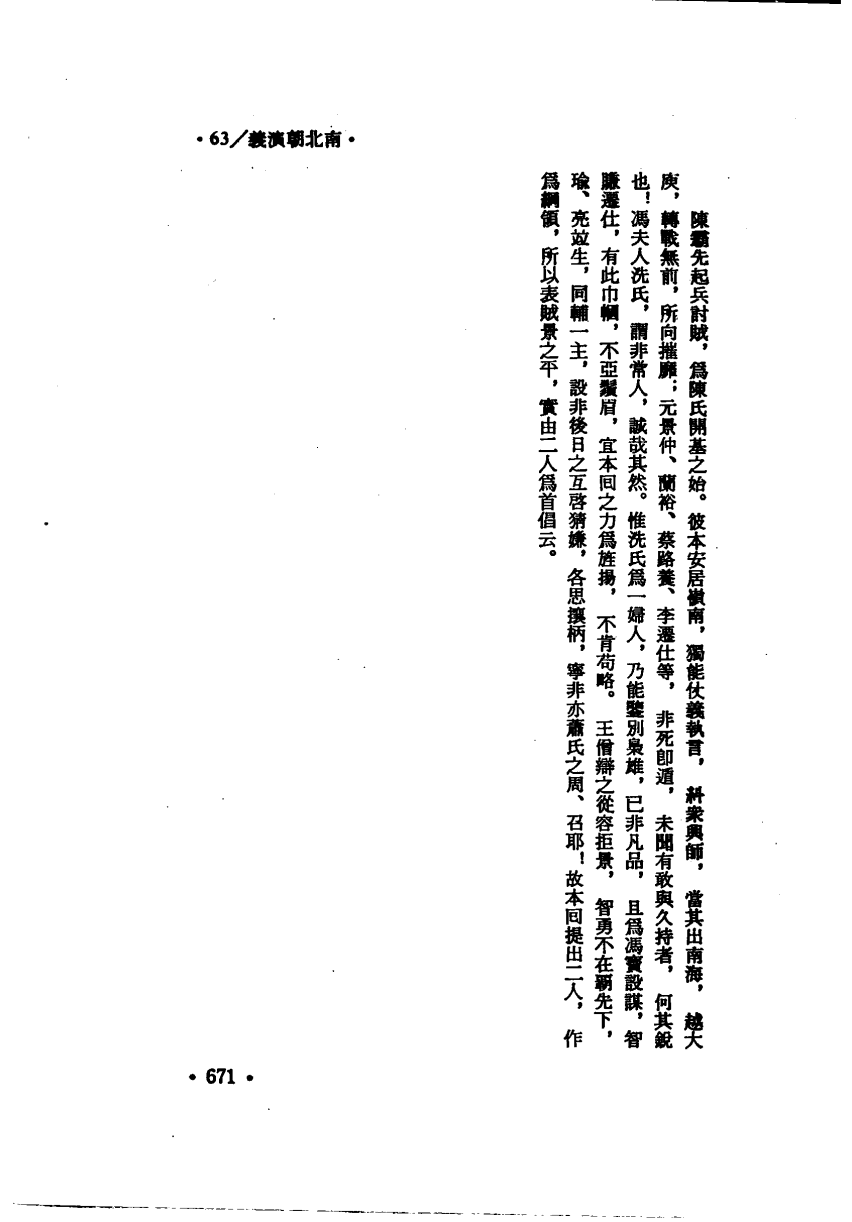 •63/義演朝北南•
陳霸先起兵討賊，爲陳氏開基之始。彼本安居嶺南，獨能仗義執言，糾衆興師，當其出南海，越大
庾，轉戰無前，所向摧靡；元景仲、蘭裕、蔡路養、李遷仕等，非死卽遁，未聞有敢與久持者，何其銳
也！馮夫人洗氏，謂非常人，誠哉其然。惟洗氏爲一婦人，乃能鑒別梟雄，已非凡品，且爲馮寶設謀，智
賺遷仕，有此巾幗，不亞鬚眉，宜本回之力爲旌揚，不肯苟略。王僧辯之從容拒景，智勇不在霸先下，
瑜、亮竝生，同輔一主，設非後日之互啓猜嫌，各思攘柄，寧非亦蕭氏之周、召耶！故本回提出二人，作
爲綱領，所以表賊景之平，實由二人爲首倡云。
•671•